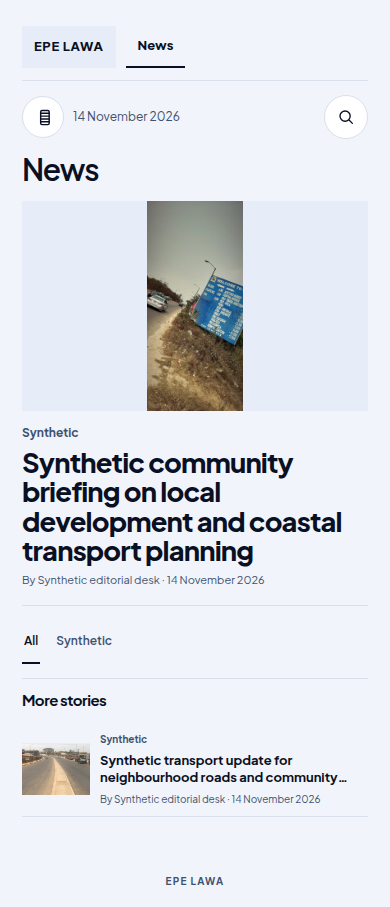 EPE LAWA
News
14 November 2026
News
Synthetic
Synthetic community
briefing on local
development and coastal
transport planning
By Synthetic editorial desk · 14 November 2026
All
Synthetic
More stories
Synthetic
Synthetic transport update for
neighbourhood roads and community…
By Synthetic editorial desk · 14 November 2026
EPE LAWA